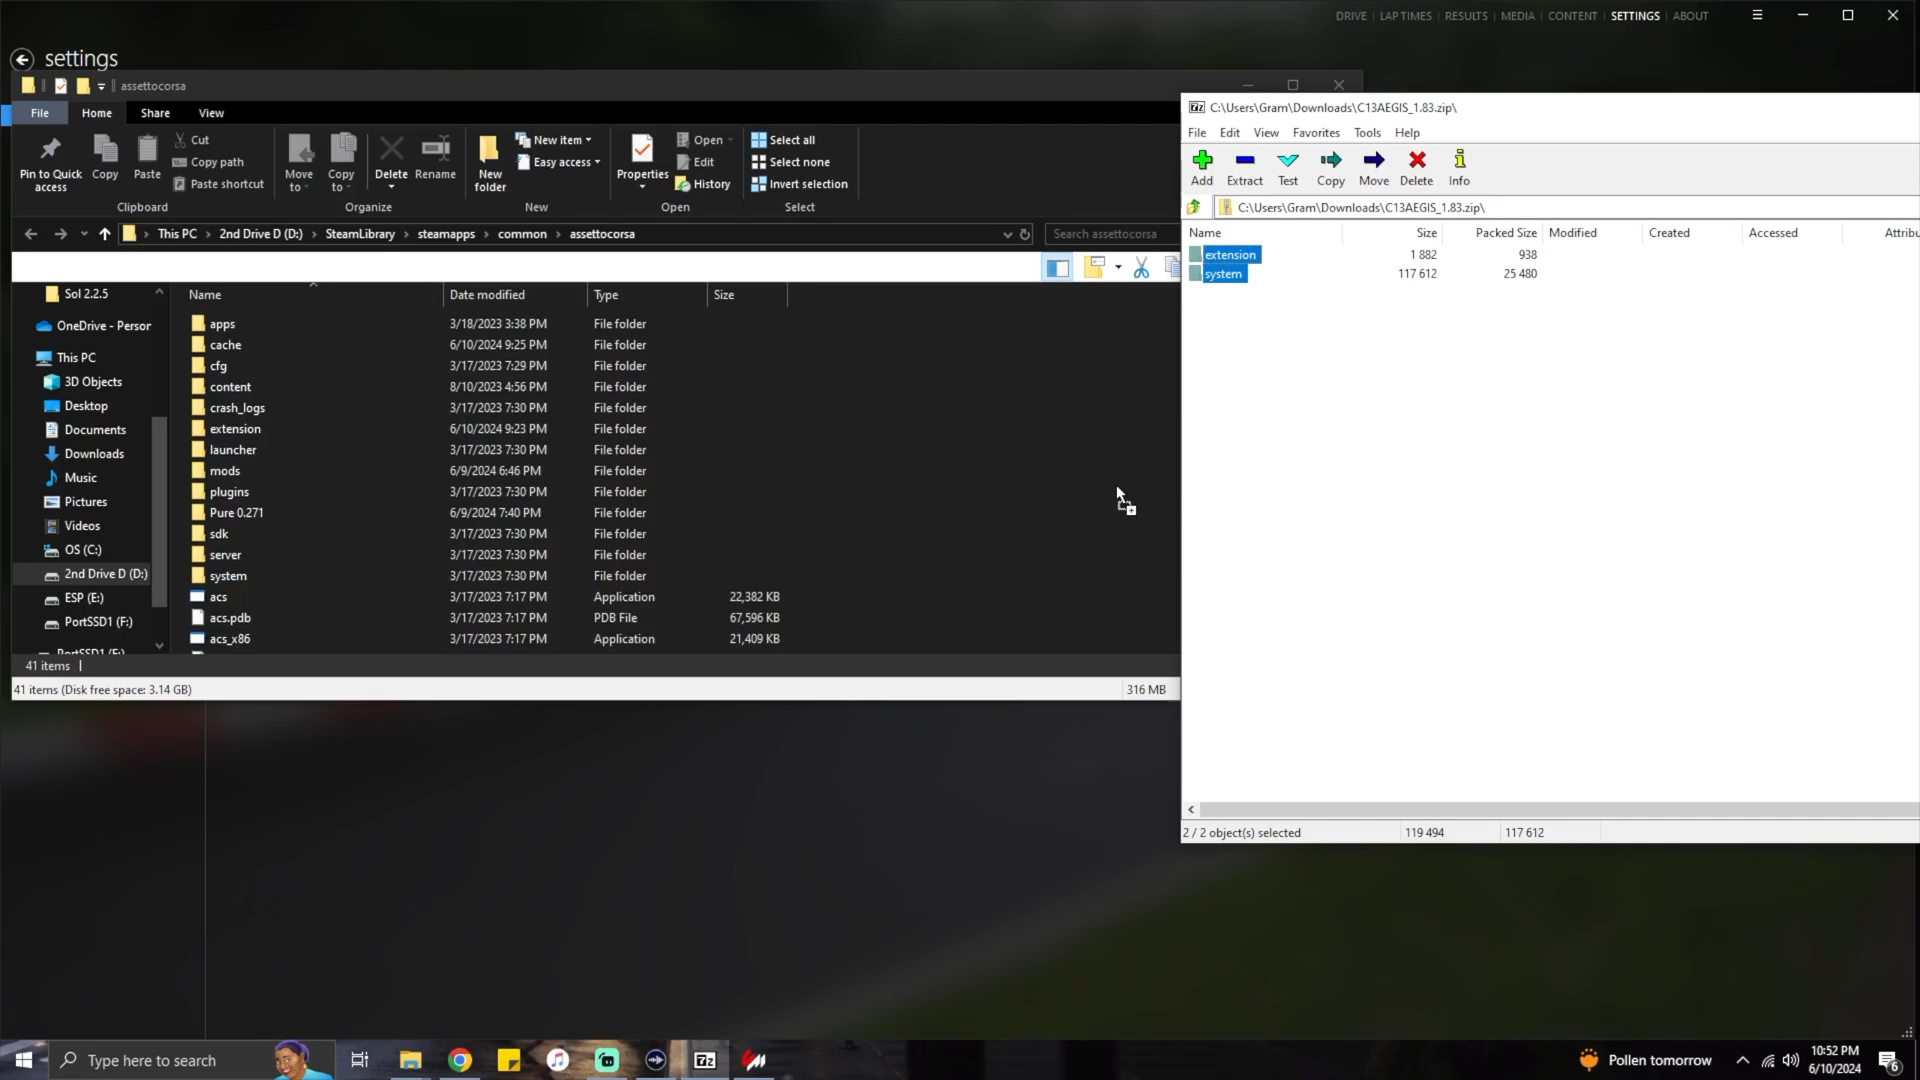 DRIVE | LAP TIMES | RESULTS | MEDIA | CONTENT | SETTINGS | ABOUT
settings
assettocorsa
File Home Share View
Pin to Quick access
Copy
Paste
Cut
Copy path
Paste shortcut
Clipboard
Move to
Copy to
Delete
Rename
Organize
New folder
New item
Easy access
New
Properties
Open
Edit
History
Open
Select all
Select none
Invert selection
Select
This PC > 2nd Drive D (D:) > SteamLibrary > steamapps > common > assettocorsa
Search assettocorsa
Sol 2.2.5
OneDrive - Person
This PC
3D Objects
Desktop
Documents
Downloads
Music
Pictures
Videos
OS (C:)
2nd Drive D (D:)
ESP (E:)
PortSSD1 (F:)
PortSSD1 (F:)
Name Date modified Type Size
apps 3/18/2023 3:38 PM File folder
cache 6/10/2024 9:25 PM File folder
cfg 3/17/2023 7:29 PM File folder
content 8/10/2023 4:56 PM File folder
crash_logs 3/17/2023 7:30 PM File folder
extension 6/10/2024 9:23 PM File folder
launcher 3/17/2023 7:30 PM File folder
mods 6/9/2024 6:46 PM File folder
plugins 3/17/2023 7:30 PM File folder
Pure 0.271 6/9/2024 7:40 PM File folder
sdk 3/17/2023 7:30 PM File folder
server 3/17/2023 7:30 PM File folder
system 3/17/2023 7:30 PM File folder
acs 3/17/2023 7:17 PM Application 22,382 KB
acs.pdb 3/17/2023 7:17 PM PDB File 67,596 KB
acs_x86 3/17/2023 7:17 PM Application 21,409 KB
41 items
41 items (Disk free space: 3.14 GB) 316 MB
7z C:\Users\Gram\Downloads\C13AEGIS_1.83.zip\
File Edit View Favorites Tools Help
Add Extract Test Copy Move Delete Info
C:\Users\Gram\Downloads\C13AEGIS_1.83.zip\
Name Size Packed Size Modified Created Accessed Attribu
extension 1 882 938
system 117 612 25 480
2 / 2 object(s) selected 119 494 117 612
Type here to search
7z
Pollen tomorrow
10:52 PM
6/10/2024
6